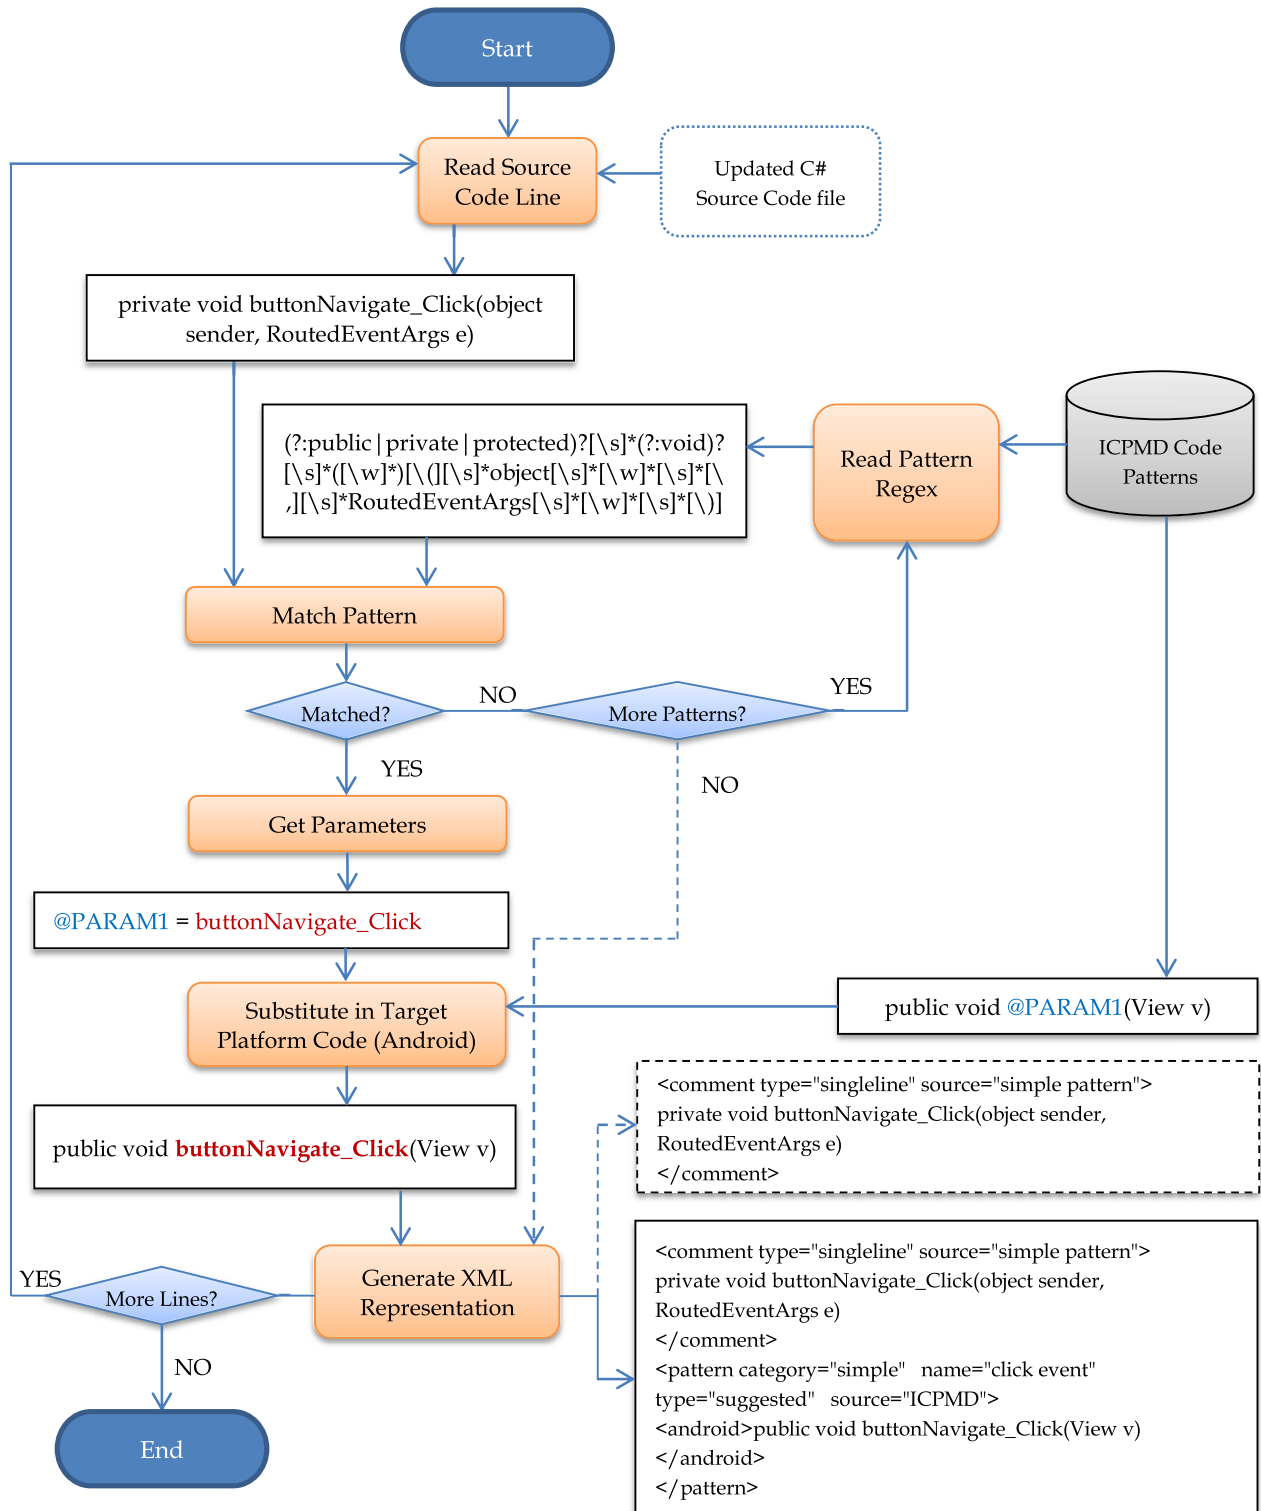 Start
Read Source
Code Line
Updated C#
Source Code file
private void buttonNavigate_Click(object
sender, RoutedEventArgs e)
(?:public|private|protected)?[\s]*(?:void)?
[\s]*([\w]*)[\(][\s]*object[\s]*[\w]*[\s]*[\
,][\s]*RoutedEventArgs[\s]*[\w]*[\s]*[\)]
Read Pattern
Regex
ICPMD Code
Patterns
Match Pattern
Matched?
NO
More Patterns?
YES
YES
NO
Get Parameters
@PARAM1 = buttonNavigate_Click
Substitute in Target
Platform Code (Android)
public void @PARAM1(View v)
public void buttonNavigate_Click(View v)
<comment type="singleline" source="simple pattern">
private void buttonNavigate_Click(object sender,
RoutedEventArgs e)
</comment>
Generate XML
Representation
YES
More Lines?
NO
End
<comment type="singleline" source="simple pattern">
private void buttonNavigate_Click(object sender,
RoutedEventArgs e)
</comment>
<pattern category="simple"   name="click event"
type="suggested"   source="ICPMD">
<android>public void buttonNavigate_Click(View v)
</android>
</pattern>